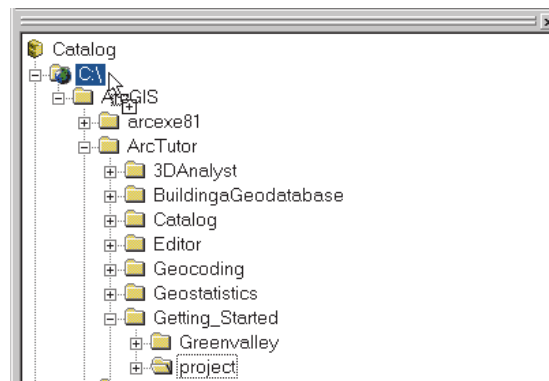 Catalog
C:\
ArcGIS
arcexe81
ArcTutor
3DAnalyst
BuildingaGeodatabase
Catalog
Editor
Geocoding
Geostatistics
Getting_Started
Greenvalley
project